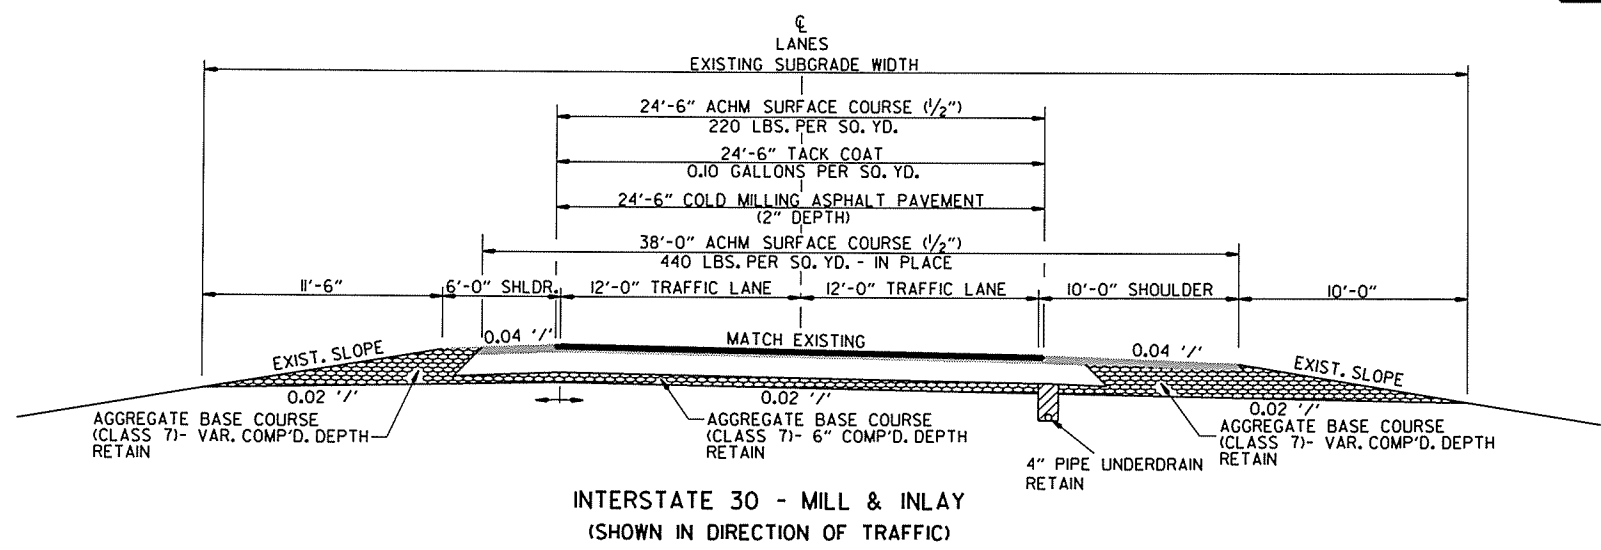 ℄
LANES
EXISTING SUBGRADE WIDTH
24'-6" ACHM SURFACE COURSE (1/2")
220 LBS. PER SQ. YD.
24'-6" TACK COAT
0.10 GALLONS PER SQ. YD.
24'-6" COLD MILLING ASPHALT PAVEMENT
(2" DEPTH)
38'-0" ACHM SURFACE COURSE (1/2")
440 LBS. PER SQ. YD. - IN PLACE
11'-6" 6'-0" SHLDR. 12'-0" TRAFFIC LANE 12'-0" TRAFFIC LANE 10'-0" SHOULDER 10'-0"
EXIST. SLOPE 0.04 '/' MATCH EXISTING 0.04 '/' EXIST. SLOPE
0.02 '/' 0.02 '/' 0.02 '/'
AGGREGATE BASE COURSE
(CLASS 7)- VAR. COMP'D. DEPTH
RETAIN
AGGREGATE BASE COURSE
(CLASS 7)- 6" COMP'D. DEPTH
RETAIN
AGGREGATE BASE COURSE
(CLASS 7)- VAR. COMP'D. DEPTH
RETAIN
4" PIPE UNDERDRAIN
RETAIN
INTERSTATE 30 - MILL & INLAY
(SHOWN IN DIRECTION OF TRAFFIC)